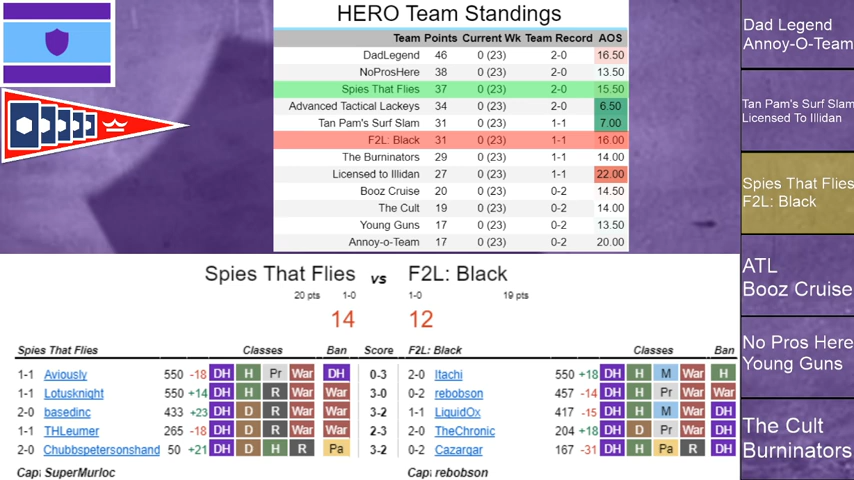 HERO Team Standings
Team Points Current Wk Team Record AOS
DadLegend 46 0 (23) 2-0 16.50
NoProsHere 38 0 (23) 2-0 13.50
Spies That Flies 37 0 (23) 2-0 15.50
Advanced Tactical Lackeys 34 0 (23) 2-0 6.50
Tan Pam's Surf Slam 31 0 (23) 1-1 7.00
F2L: Black 31 0 (23) 1-1 16.00
The Burninators 29 0 (23) 1-1 14.00
Licensed to Illidan 27 0 (23) 1-1 22.00
Booz Cruise 20 0 (23) 0-2 14.50
The Cult 19 0 (23) 0-2 14.00
Young Guns 17 0 (23) 0-2 13.50
Annoy-o-Team 17 0 (23) 0-2 20.00
Dad Legend
Annoy-O-Team
Tan Pam's Surf Slam
Licensed To Illidan
Spies That Flies
F2L: Black
ATL
Booz Cruise
No Pros Here
Young Guns
The Cult
Burninators
Spies That Flies vs F2L: Black
20 pts 1-0 1-0 19 pts
14 12
Spies That Flies Classes Ban Score F2L: Black Classes Ban
1-1 Aviously 550 -18 DH H Pr War DH 0-3 2-0 Itachi 550 +18 DH H M War H
1-1 Lotusknight 550 +14 DH H R War War 3-0 0-2 rebobson 457 -14 DH H Pr War War
2-0 basedinc 433 +23 DH D R War War 3-2 1-1 LiquidOx 417 -15 DH H M War DH
1-1 THLeumer 265 -18 DH D R War War 2-3 2-0 TheChronic 204 +18 DH D Pr War DH
2-0 Chubbspetersonshand 50 +21 DH D H R Pa 3-2 0-2 Cazargar 167 -31 DH H Pa R DH
Capt SuperMurloc Capt rebobson